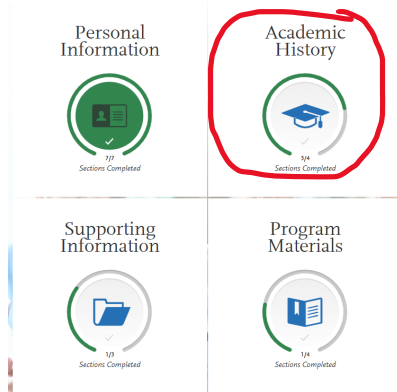 Personal
Information
7/7
Sections Completed
Academic
History
3/4
Sections Completed
Supporting
Information
1/3
Sections Completed
Program
Materials
1/4
Sections Completed